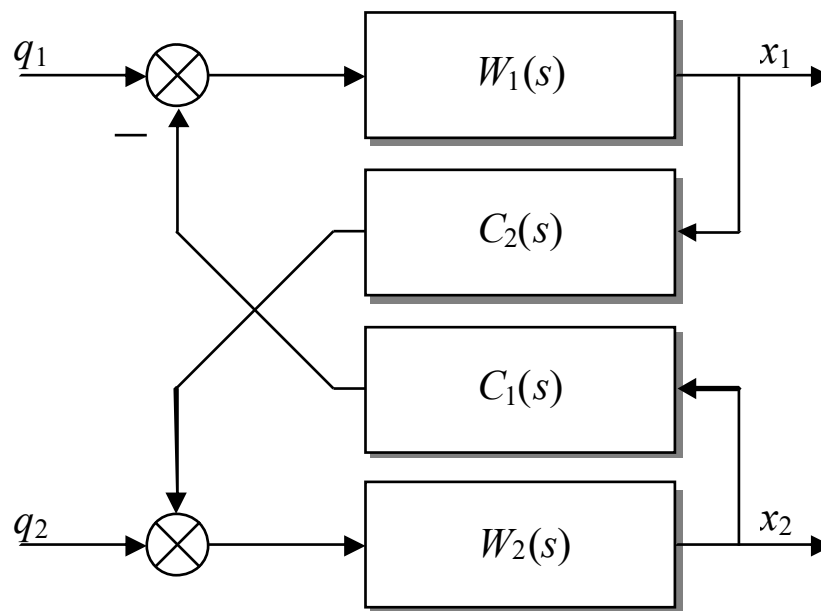 q₁
W₁(s)
x₁
–
C₂(s)
C₁(s)
q₂
W₂(s)
x₂